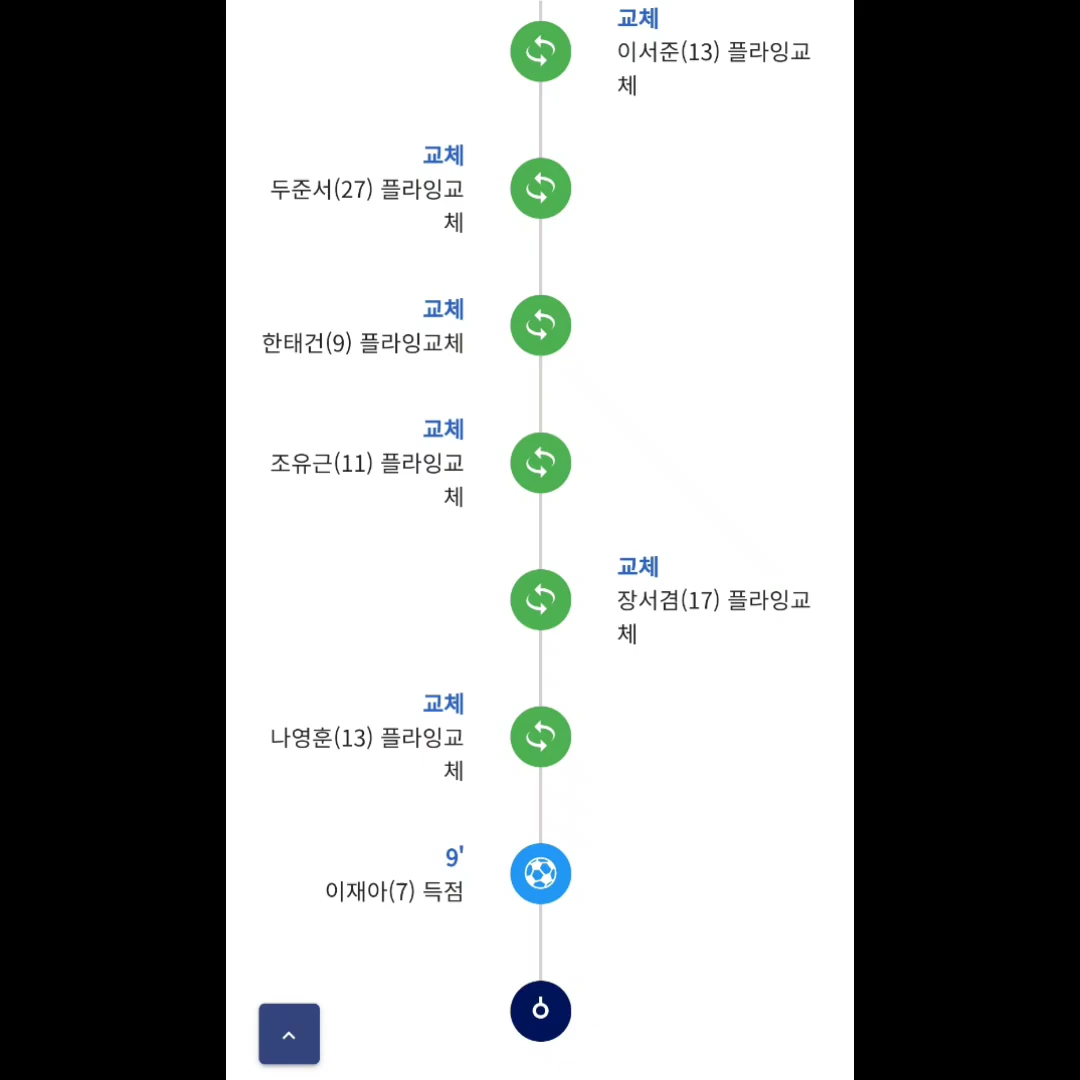 교체
이서준(13) 플라잉교
체
교체
두준서(27) 플라잉교
체
교체
한태건(9) 플라잉교체
교체
조유근(11) 플라잉교
체
교체
장서겸(17) 플라잉교
체
교체
나영훈(13) 플라잉교
체
9'
이재아(7) 득점